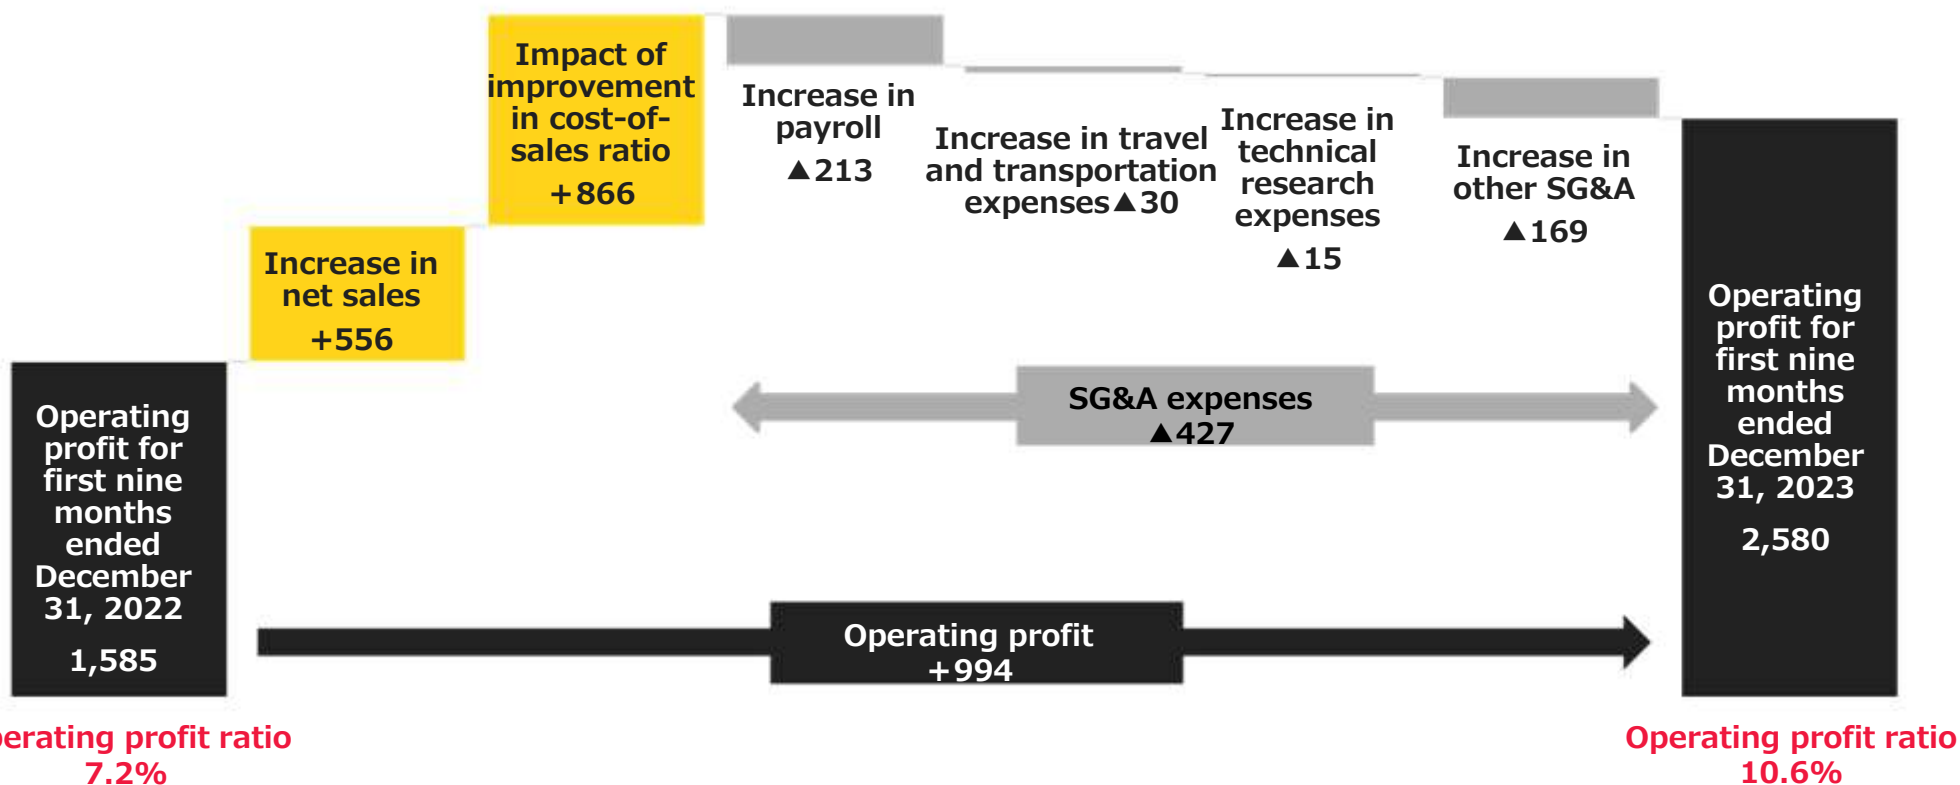 Operating
profit for
first nine
months
ended
December
31, 2022
1,585
Increase in
net sales
+556
Impact of
improvement
in cost-of-
sales ratio
+866
Increase in
payroll
▲213
Increase in travel
and transportation
expenses▲30
Increase in
technical
research
expenses
▲15
Increase in
other SG&A
▲169
SG&A expenses
▲427
Operating profit
+994
Operating
profit for
first nine
months
ended
December
31, 2023
2,580
perating profit ratio
7.2%
Operating profit ratio
10.6%